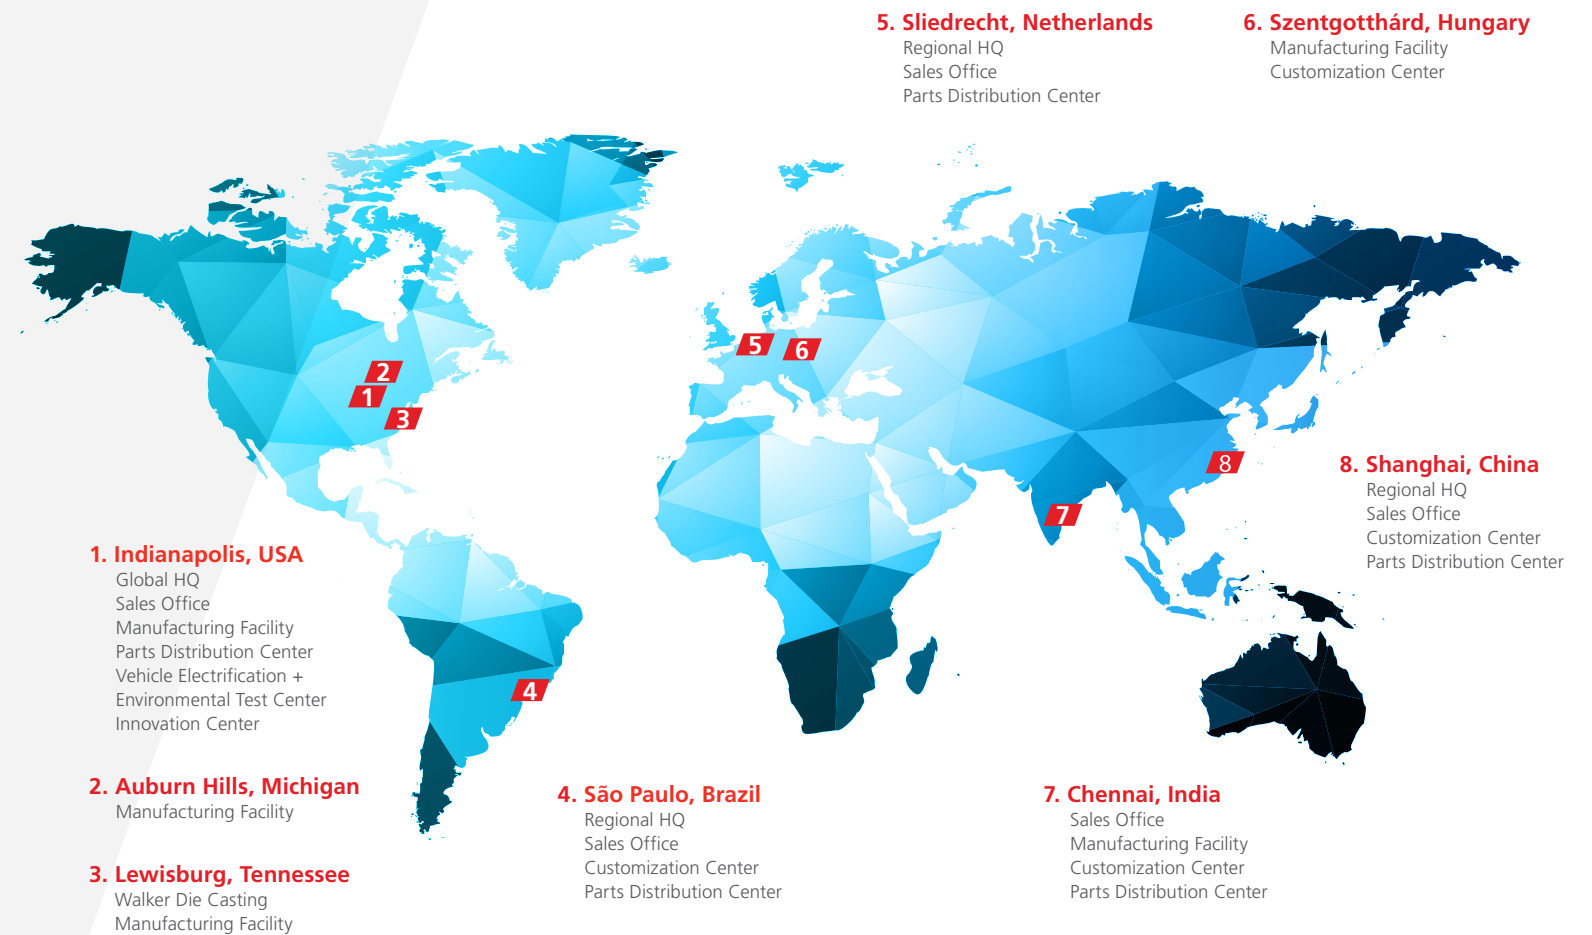 5. Sliedrecht, Netherlands
Regional HQ
Sales Office
Parts Distribution Center
6. Szentgotthárd, Hungary
Manufacturing Facility
Customization Center
5
6
2
1
3
8
7
4
8. Shanghai, China
Regional HQ
Sales Office
Customization Center
Parts Distribution Center
1. Indianapolis, USA
Global HQ
Sales Office
Manufacturing Facility
Parts Distribution Center
Vehicle Electrification +
Environmental Test Center
Innovation Center
2. Auburn Hills, Michigan
Manufacturing Facility
3. Lewisburg, Tennessee
Walker Die Casting
Manufacturing Facility
4. São Paulo, Brazil
Regional HQ
Sales Office
Customization Center
Parts Distribution Center
7. Chennai, India
Sales Office
Manufacturing Facility
Customization Center
Parts Distribution Center